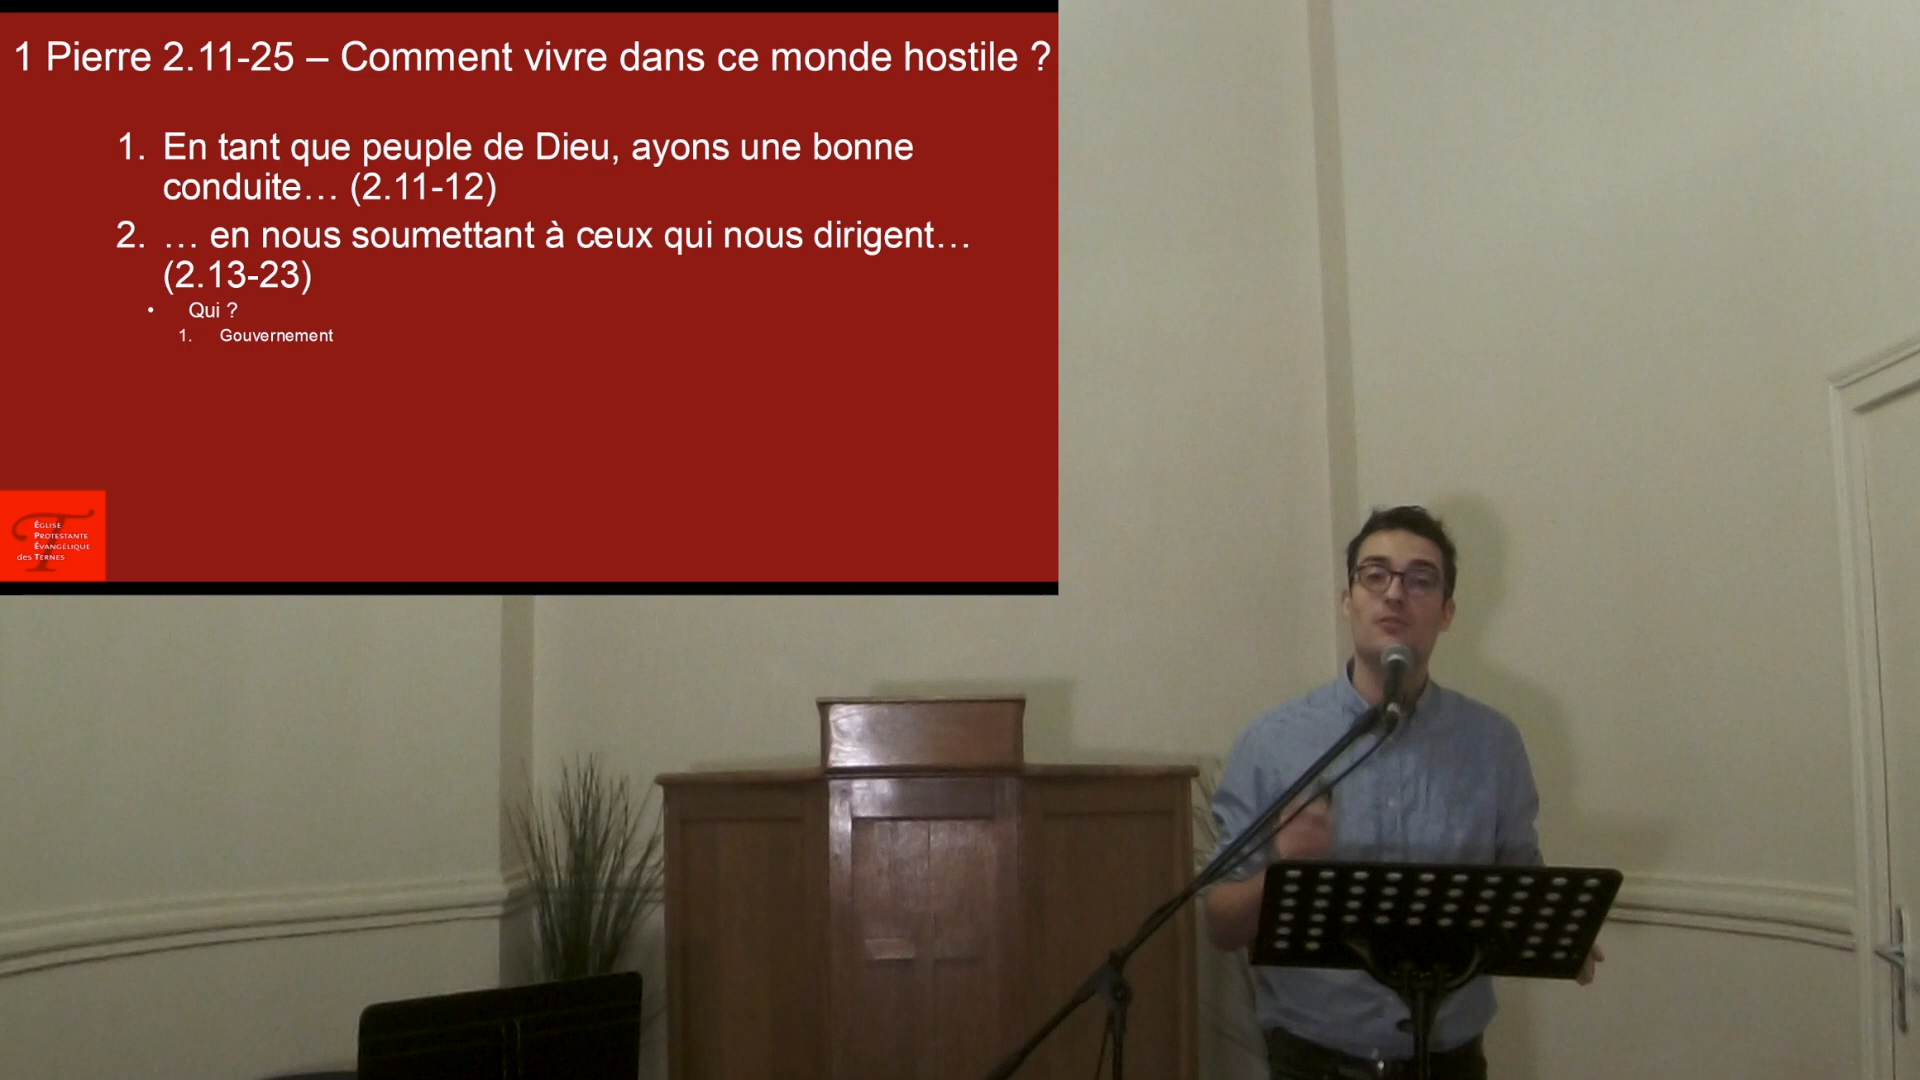 1 Pierre 2.11-25 – Comment vivre dans ce monde hostile ?
1. En tant que peuple de Dieu, ayons une bonne
conduite… (2.11-12)
2. … en nous soumettant à ceux qui nous dirigent…
(2.13-23)
• Qui ?
1. Gouvernement
ÉGLISE
PROTESTANTE
ÉVANGÉLIQUE
des TERNES